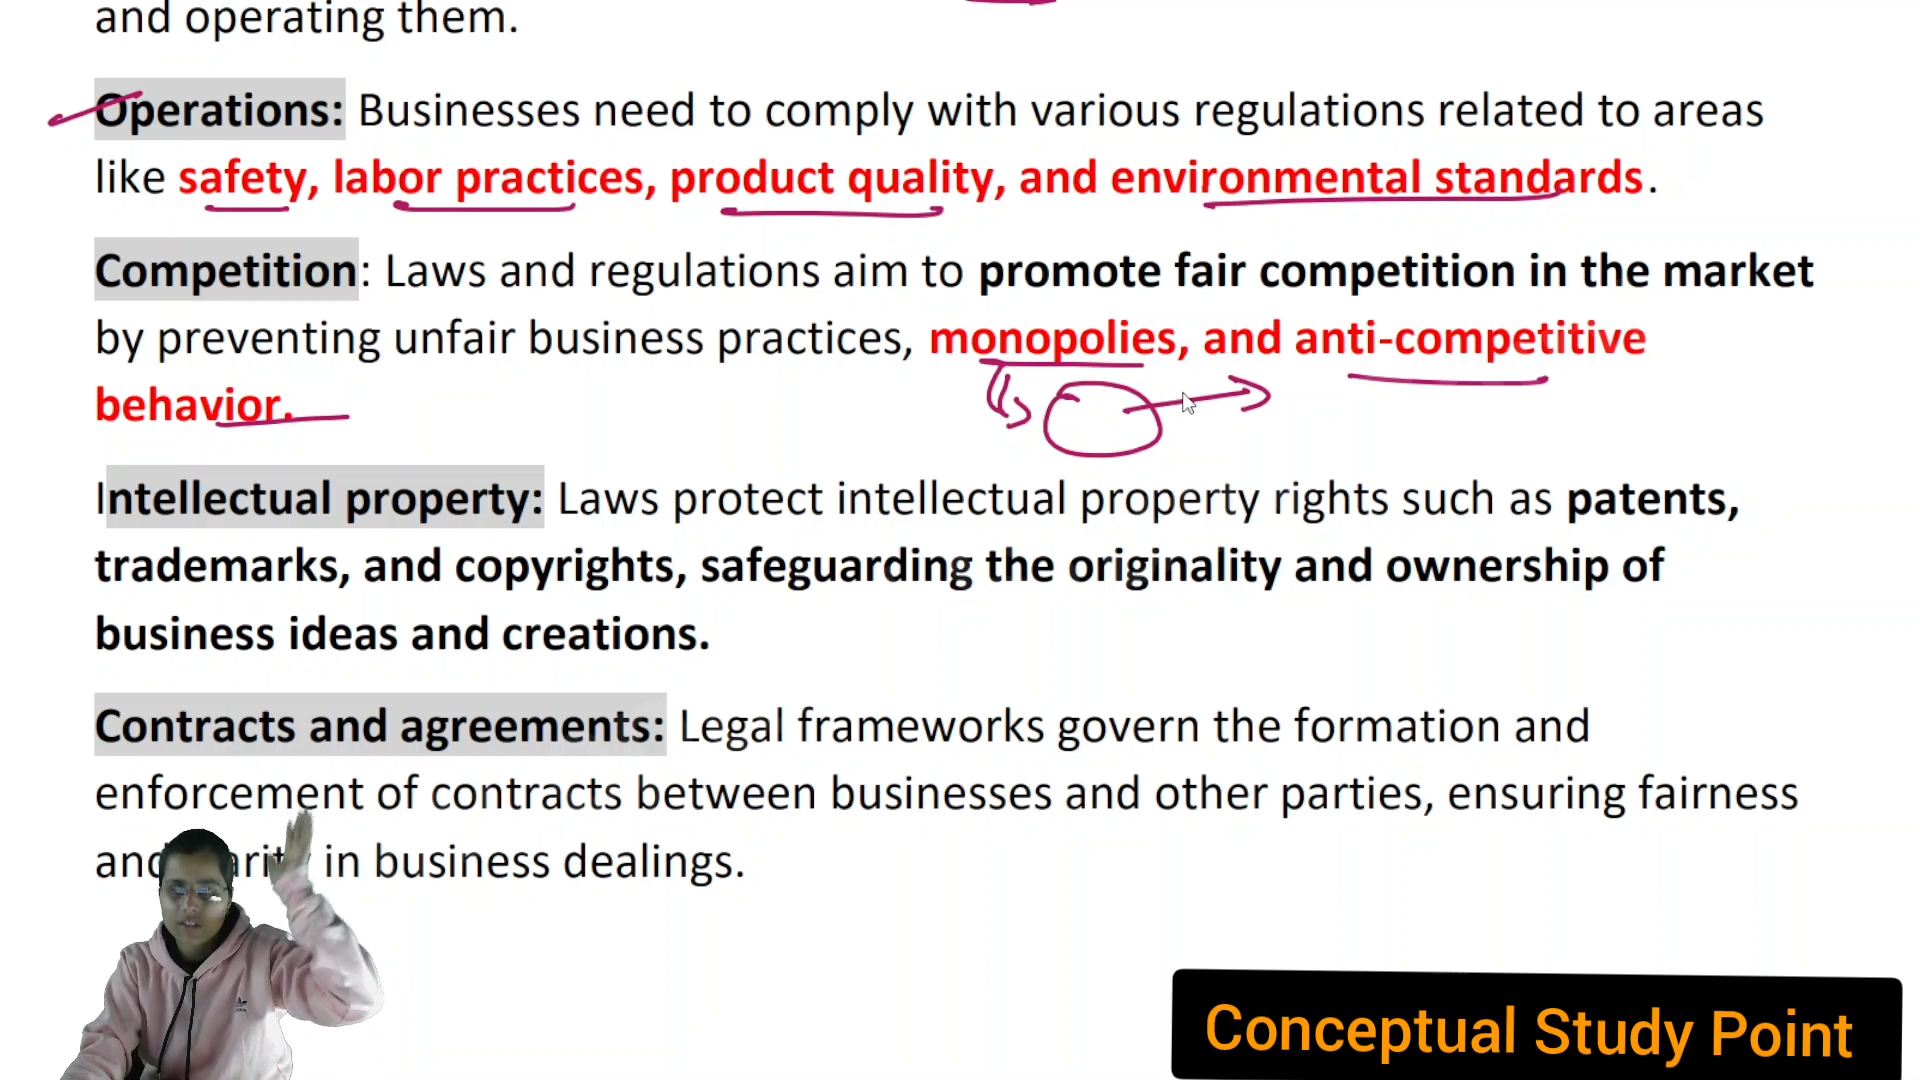 and operating them.
Operations: Businesses need to comply with various regulations related to areas
like safety, labor practices, product quality, and environmental standards.
Competition: Laws and regulations aim to promote fair competition in the market
by preventing unfair business practices, monopolies, and anti-competitive
behavior.
Intellectual property: Laws protect intellectual property rights such as patents,
trademarks, and copyrights, safeguarding the originality and ownership of
business ideas and creations.
Contracts and agreements: Legal frameworks govern the formation and
enforcement of contracts between businesses and other parties, ensuring fairness
in business dealings.
Conceptual Study Point